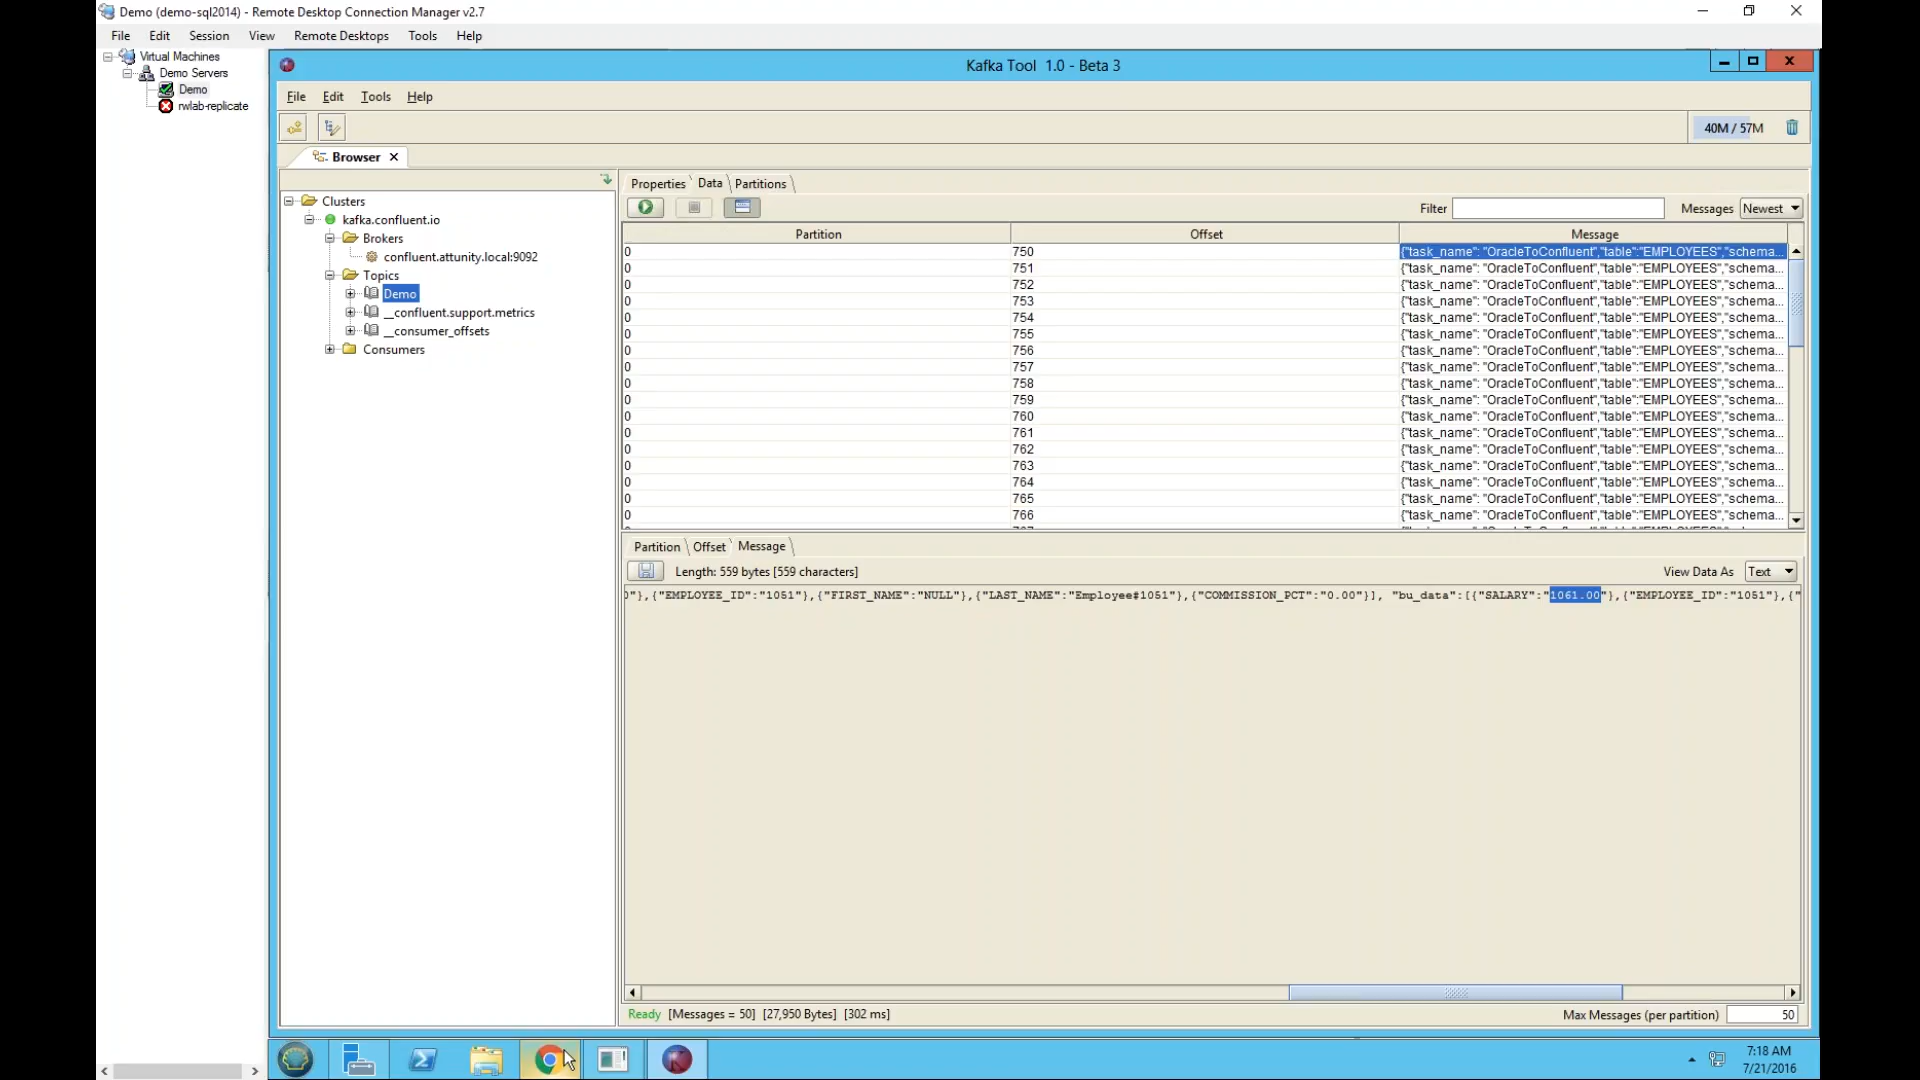 Demo (demo-sql2014) - Remote Desktop Connection Manager v2.7
File Edit Session View Remote Desktops Tools Help
Virtual Machines
Demo Servers
Demo
rwlab-replicate
Kafka Tool 1.0 - Beta 3
File Edit Tools Help
40M / 57M
Browser
Clusters
kafka.confluent.io
Brokers
confluent.attunity.local:9092
Topics
Demo
__confluent.support.metrics
__consumer_offsets
Consumers
Properties Data Partitions
Filter Messages Newest
Partition Offset Message
0 750 {"task_name": "OracleToConfluent","table":"EMPLOYEES","schema...
0 751 {"task_name": "OracleToConfluent","table":"EMPLOYEES","schema...
0 752 {"task_name": "OracleToConfluent","table":"EMPLOYEES","schema...
0 753 {"task_name": "OracleToConfluent","table":"EMPLOYEES","schema...
0 754 {"task_name": "OracleToConfluent","table":"EMPLOYEES","schema...
0 755 {"task_name": "OracleToConfluent","table":"EMPLOYEES","schema...
0 756 {"task_name": "OracleToConfluent","table":"EMPLOYEES","schema...
0 757 {"task_name": "OracleToConfluent","table":"EMPLOYEES","schema...
0 758 {"task_name": "OracleToConfluent","table":"EMPLOYEES","schema...
0 759 {"task_name": "OracleToConfluent","table":"EMPLOYEES","schema...
0 760 {"task_name": "OracleToConfluent","table":"EMPLOYEES","schema...
0 761 {"task_name": "OracleToConfluent","table":"EMPLOYEES","schema...
0 762 {"task_name": "OracleToConfluent","table":"EMPLOYEES","schema...
0 763 {"task_name": "OracleToConfluent","table":"EMPLOYEES","schema...
0 764 {"task_name": "OracleToConfluent","table":"EMPLOYEES","schema...
0 765 {"task_name": "OracleToConfluent","table":"EMPLOYEES","schema...
0 766 {"task_name": "OracleToConfluent","table":"EMPLOYEES","schema...
Partition Offset Message
Length: 559 bytes [559 characters] View Data As Text
0"},{"EMPLOYEE_ID":"1051"},{"FIRST_NAME":"NULL"},{"LAST_NAME":"Employee#1051"},{"COMMISSION_PCT":"0.00"}], "bu_data":[{"SALARY":"1061.00"},{"EMPLOYEE_ID":"1051"},{"
Ready [Messages = 50] [27,950 Bytes] [302 ms] Max Messages (per partition) 50
7:18 AM
7/21/2016